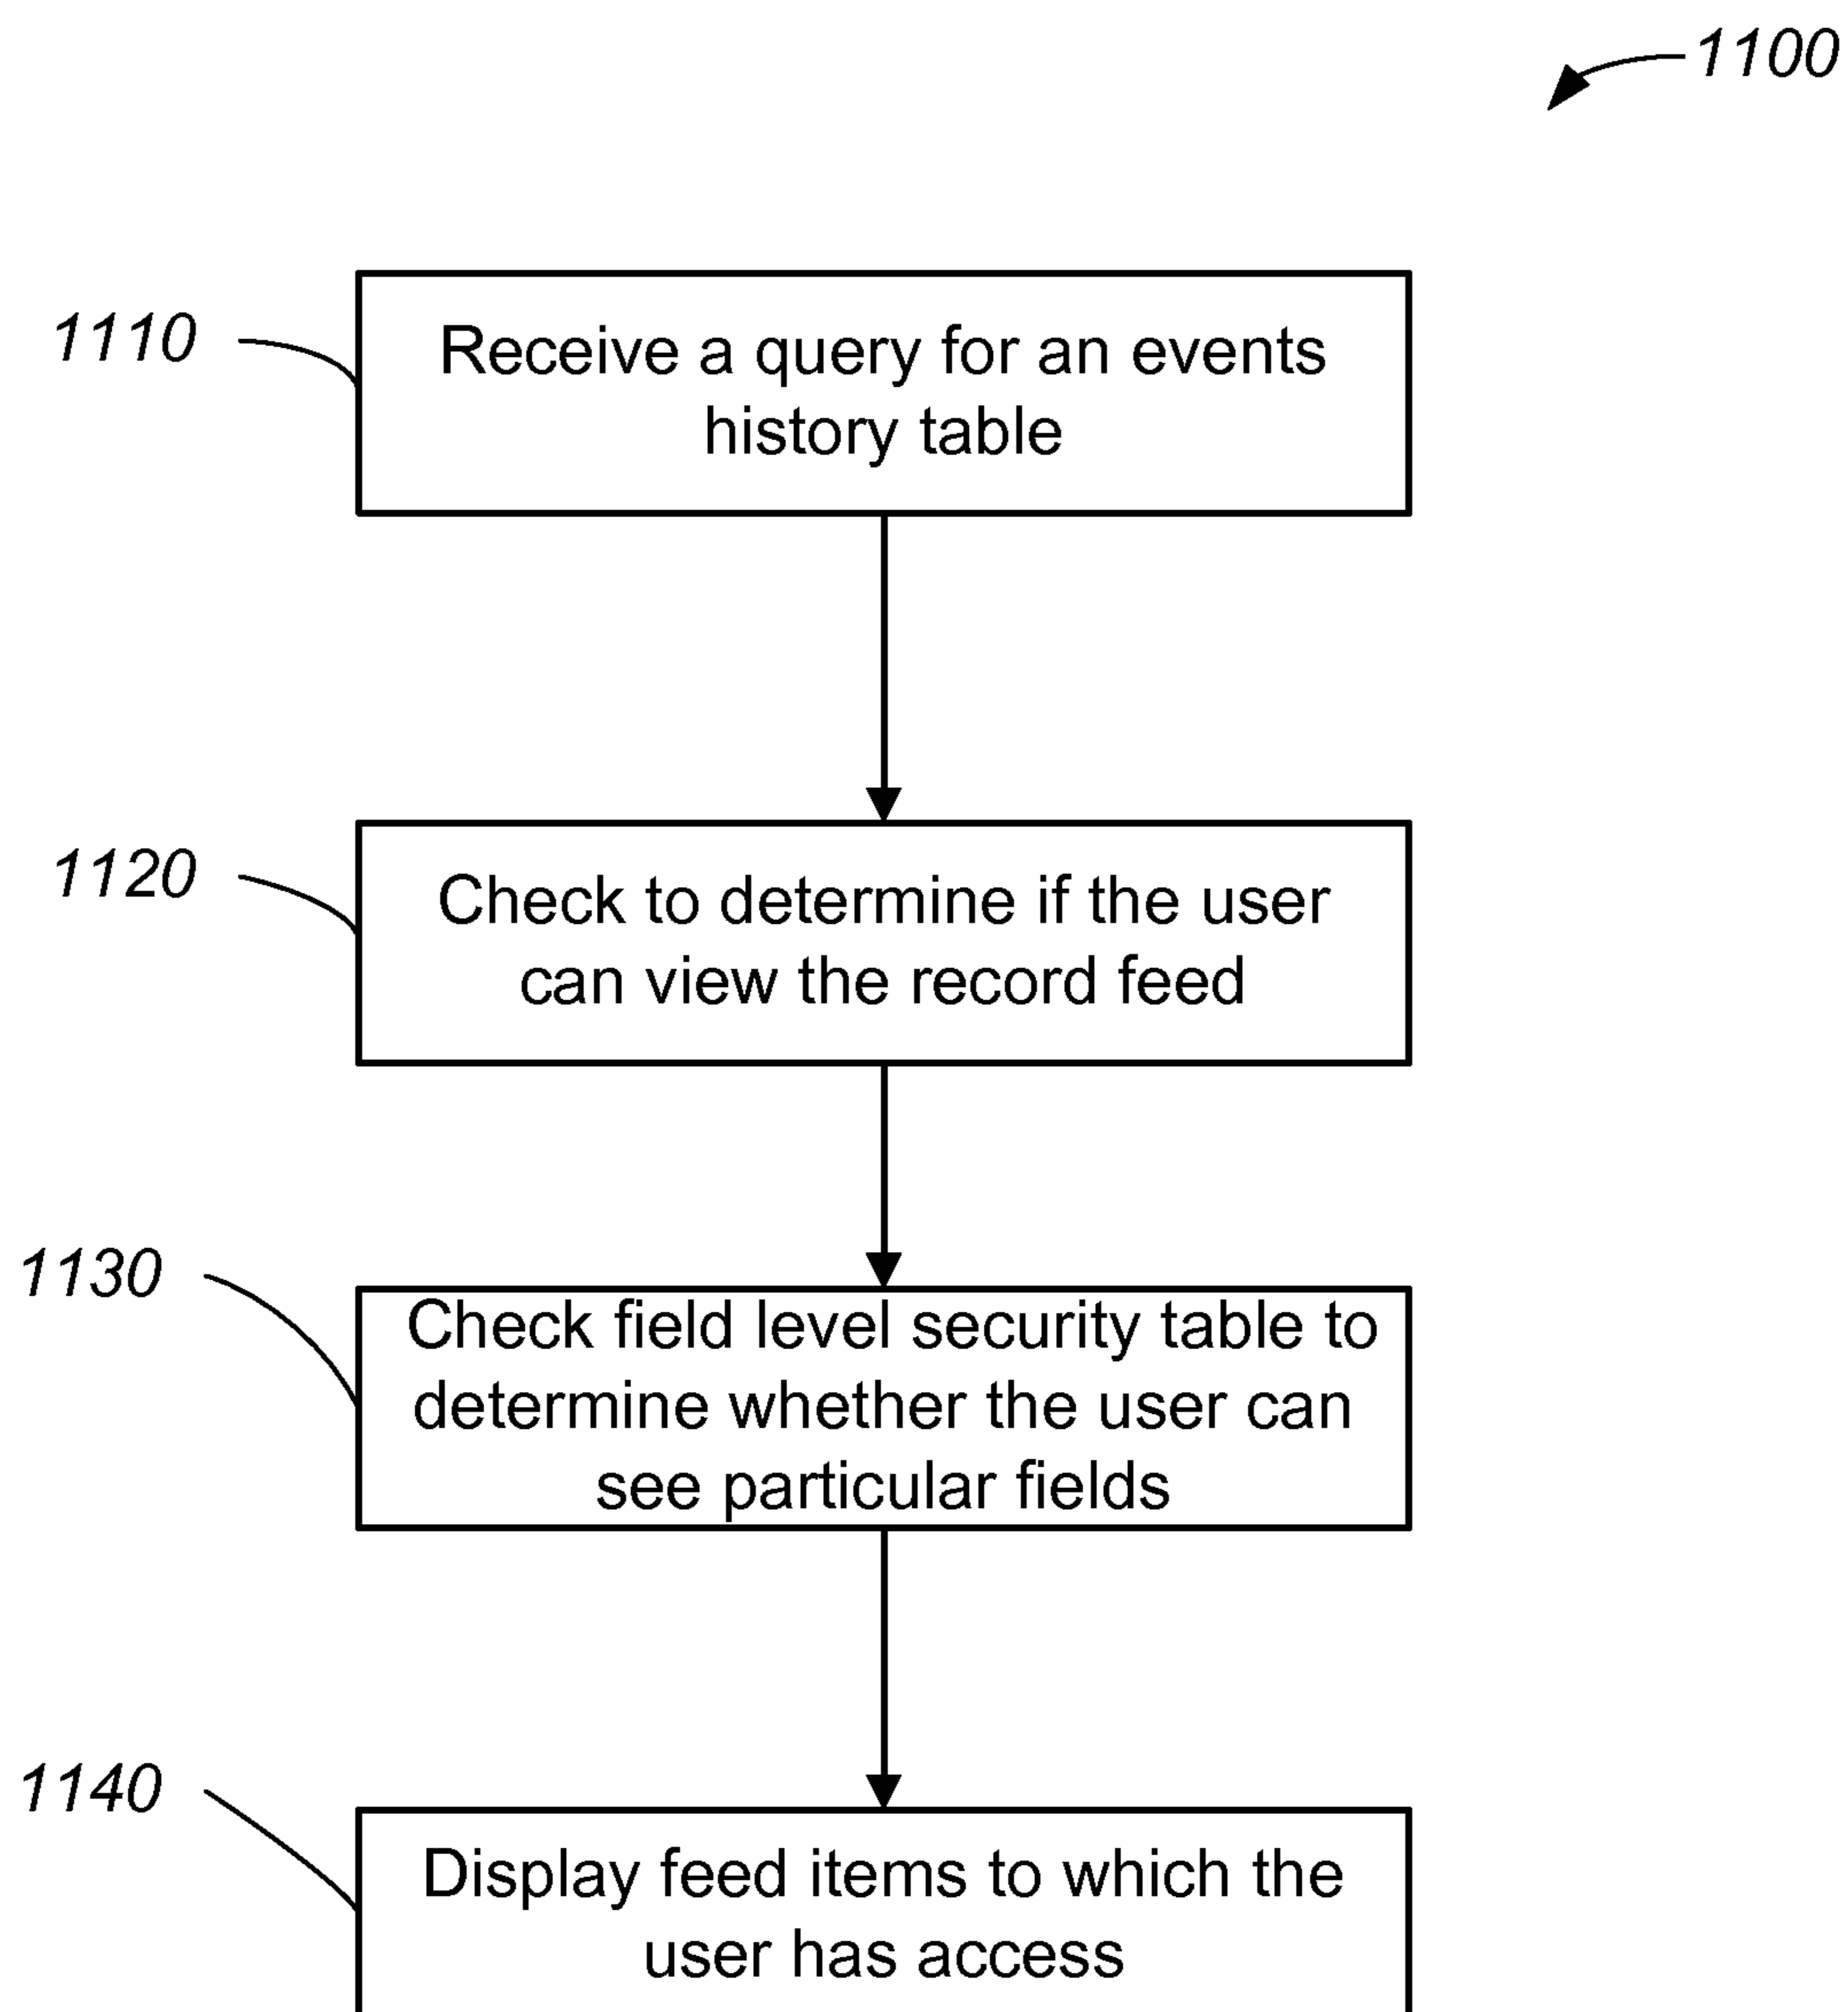 1100
1110
Receive a query for an events
history table
1120
Check to determine if the user
can view the record feed
1130
Check field level security table to
determine whether the user can
see particular fields
1140
Display feed items to which the
user has access